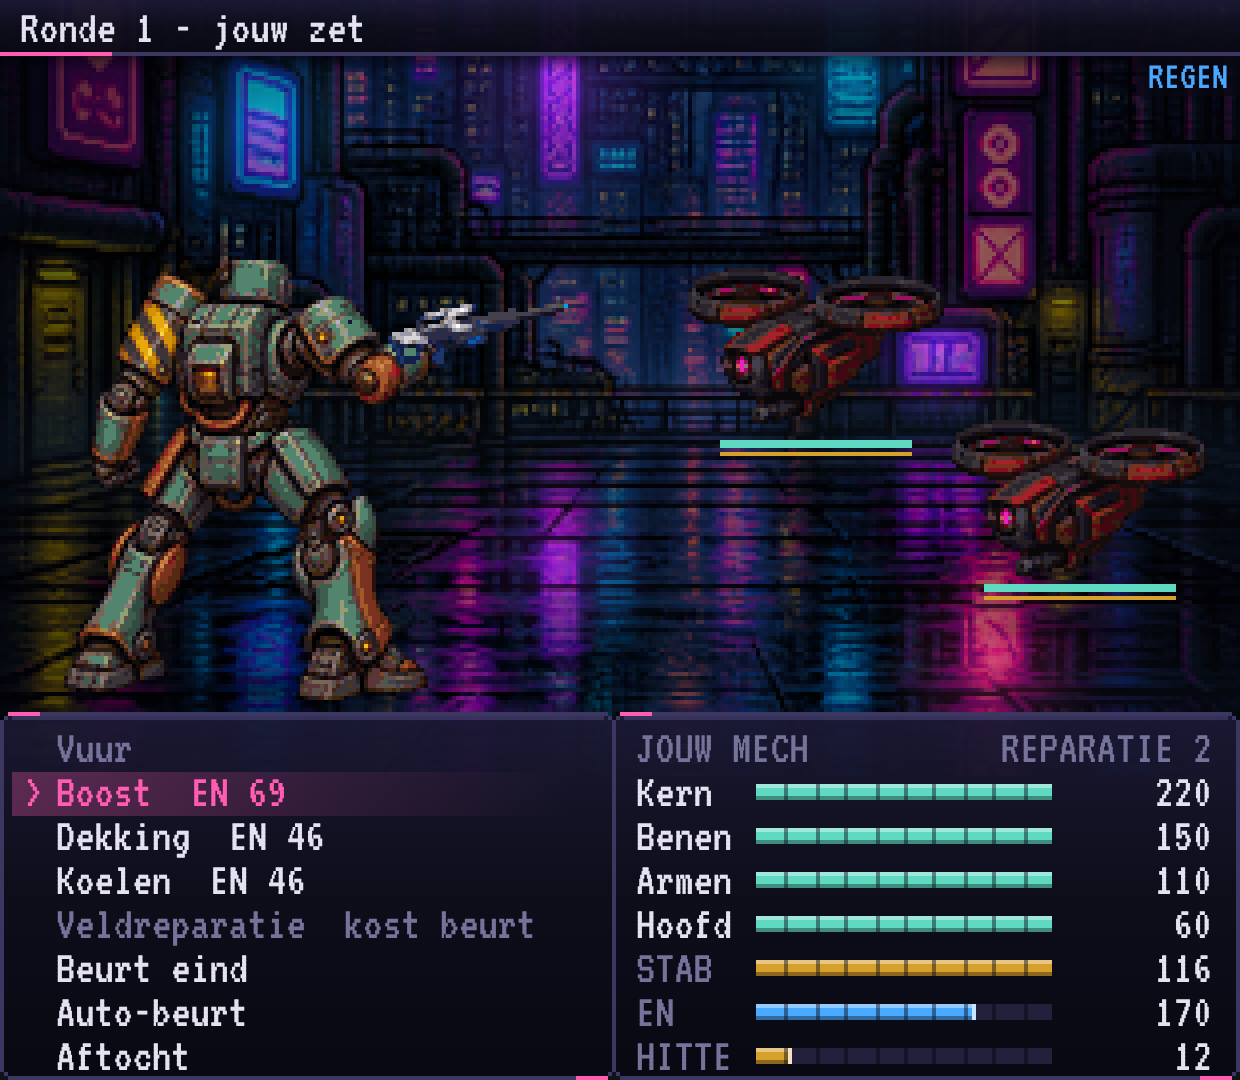 Ronde 1 - jouw zet
REGEN
Vuur
> Boost EN 69
Dekking EN 46
Koelen EN 46
Veldreparatie kost beurt
Beurt eind
Auto-beurt
Aftocht
JOUW MECH REPARATIE 2
Kern 220
Benen 150
Armen 110
Hoofd 60
STAB 116
EN 170
HITTE 12